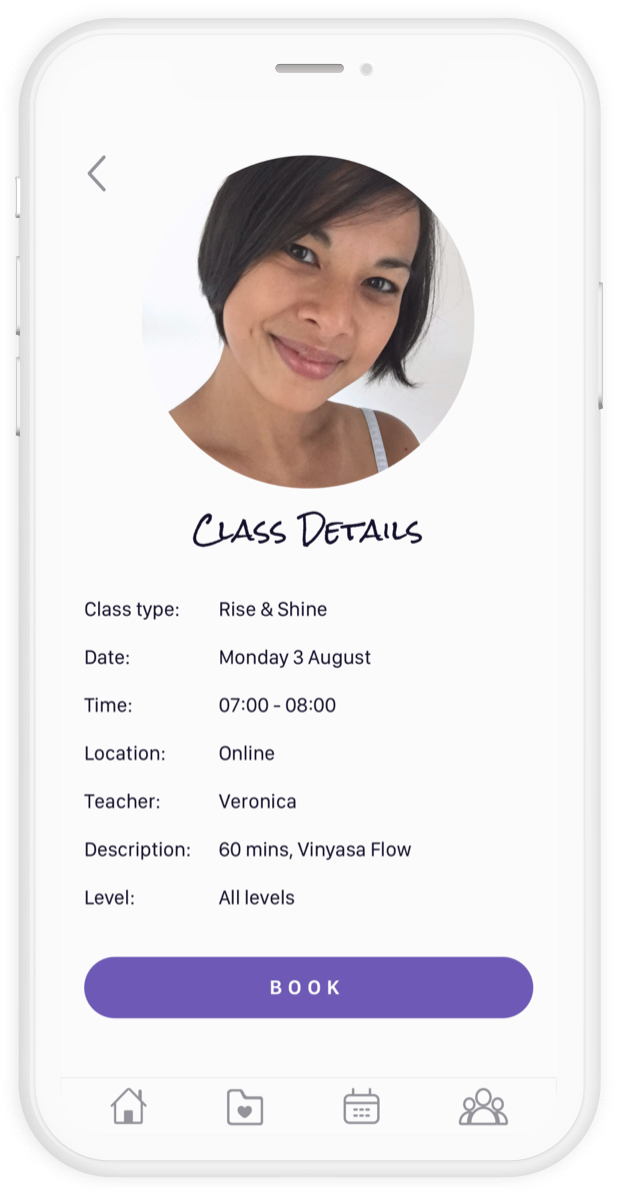 Class Details
Class type: Rise & Shine
Date: Monday 3 August
Time: 07:00 - 08:00
Location: Online
Teacher: Veronica
Description: 60 mins, Vinyasa Flow
Level: All levels
BOOK